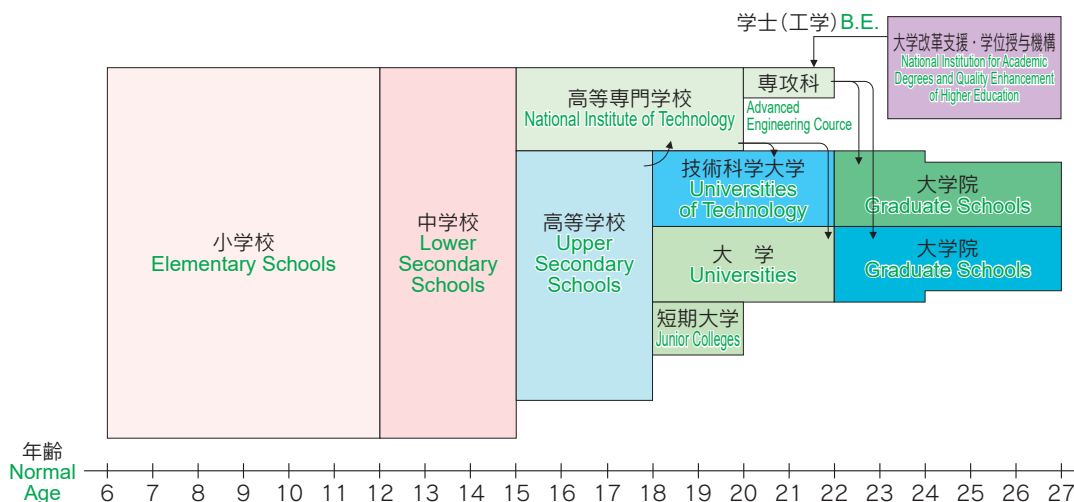 学士（工学）B.E.
大学改革支援・学位授与機構
National Institution for Academic
Degrees and Quality Enhancement
of Higher Education
高等専門学校
National Institute of Technology
専攻科
Advanced
Engineering Cource
技術科学大学
Universities
of Technology
大学院
Graduate Schools
小学校
Elementary Schools
中学校
Lower
Secondary
Schools
高等学校
Upper
Secondary
Schools
大 学
Universities
大学院
Graduate Schools
短期大学
Junior Colleges
年齢
Normal
Age
6 7 8 9 10 11 12 13 14 15 16 17 18 19 20 21 22 23 24 25 26 27